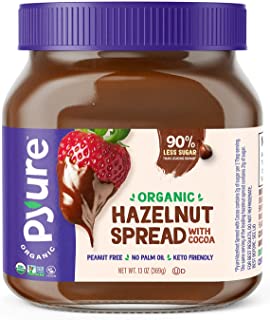 Pyure
ORGANIC
90%
LESS SUGAR
ORGANIC
HAZELNUT
SPREAD
WITH
COCOA
PEANUT FREE
NO PALM OIL
KETO FRIENDLY
NET WT. 13 OZ (369g)